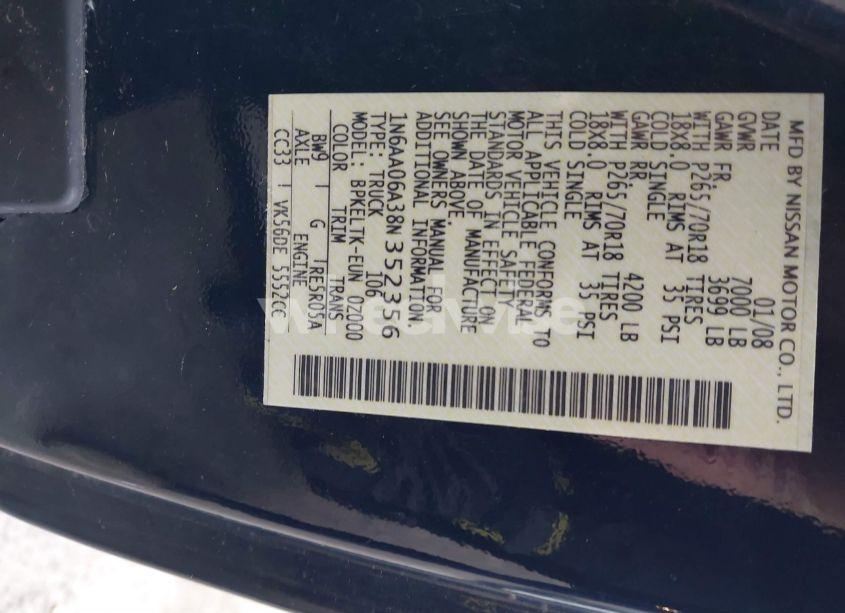 MFD BY NISSAN MOTOR CO., LTD.
DATE 01/08
GVWR 7000 LB
GAWR FR. 3699 LB
WITH P265/70R18 TIRES
18X8.0 RIMS AT 35 PSI
COLD SINGLE
GAWR RR. 4200 LB
WITH P265/70R18 TIRES
18X8.0 RIMS AT 35 PSI
COLD SINGLE
THIS VEHICLE CONFORMS TO
ALL APPLICABLE FEDERAL
MOTOR VEHICLE SAFETY
STANDARDS IN EFFECT ON
THE DATE OF MANUFACTURE
SHOWN ABOVE.
SEE OWNERS MANUAL FOR
ADDITIONAL INFORMATION
1N6AA06A38N352356
TYPE: TRUCK 106
MODEL: BPKELTK-EUN 0Z000
COLOR TRIM TRANS
BW9 | G TRE5R05A
AXLE ENGINE
CC33 | VK56DE 5552CC
wreckwise